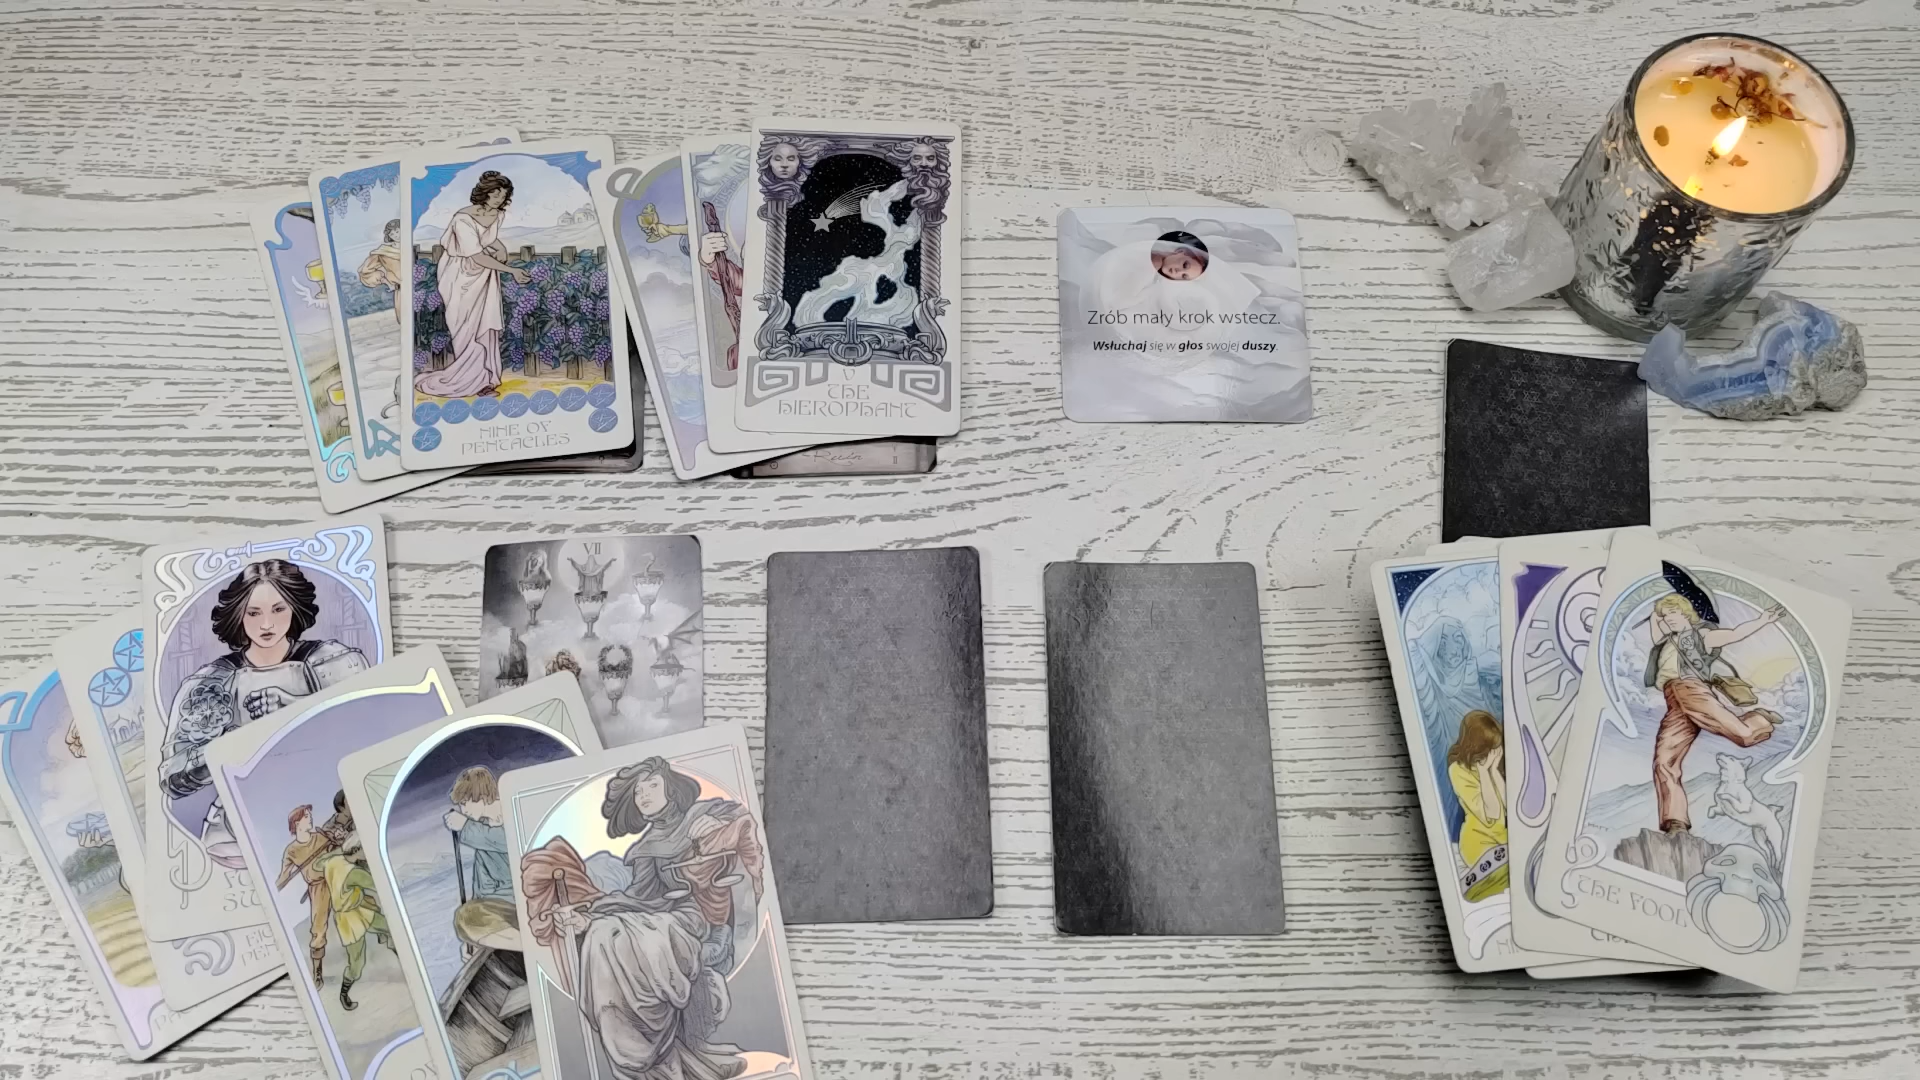 NINE OF
PENTACLES
V
THE
HIEROPHANT
Zrób mały krok wstecz.
Wsłuchaj się w głos swojej duszy.
VII
THE FOOL